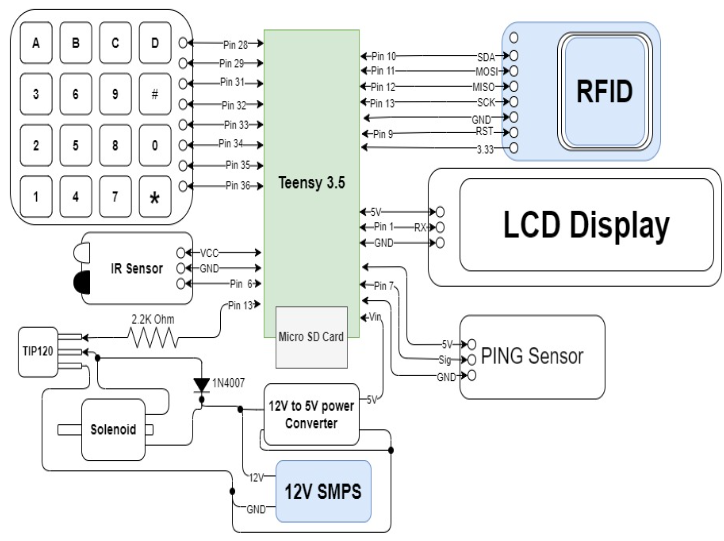 A B C D
3 6 9 #
2 5 8 0
1 4 7 *
Pin 28
Pin 29
Pin 31
Pin 32
Pin 33
Pin 34
Pin 35
Pin 36
Teensy 3.5
Pin 10 SDA
Pin 11 MOSI
Pin 12 MISO
Pin 13 SCK
GND
Pin 9 RST
3.33
RFID
5V
Pin 1 RX
GND
LCD Display
IR Sensor
VCC
GND
Pin 6
Pin 13
Pin 7
Vin
Micro SD Card
5V
Sig
GND
PING Sensor
2.2K Ohm
TIP120
1N4007
Solenoid
12V to 5V power
Converter
5V
12V
GND
12V SMPS